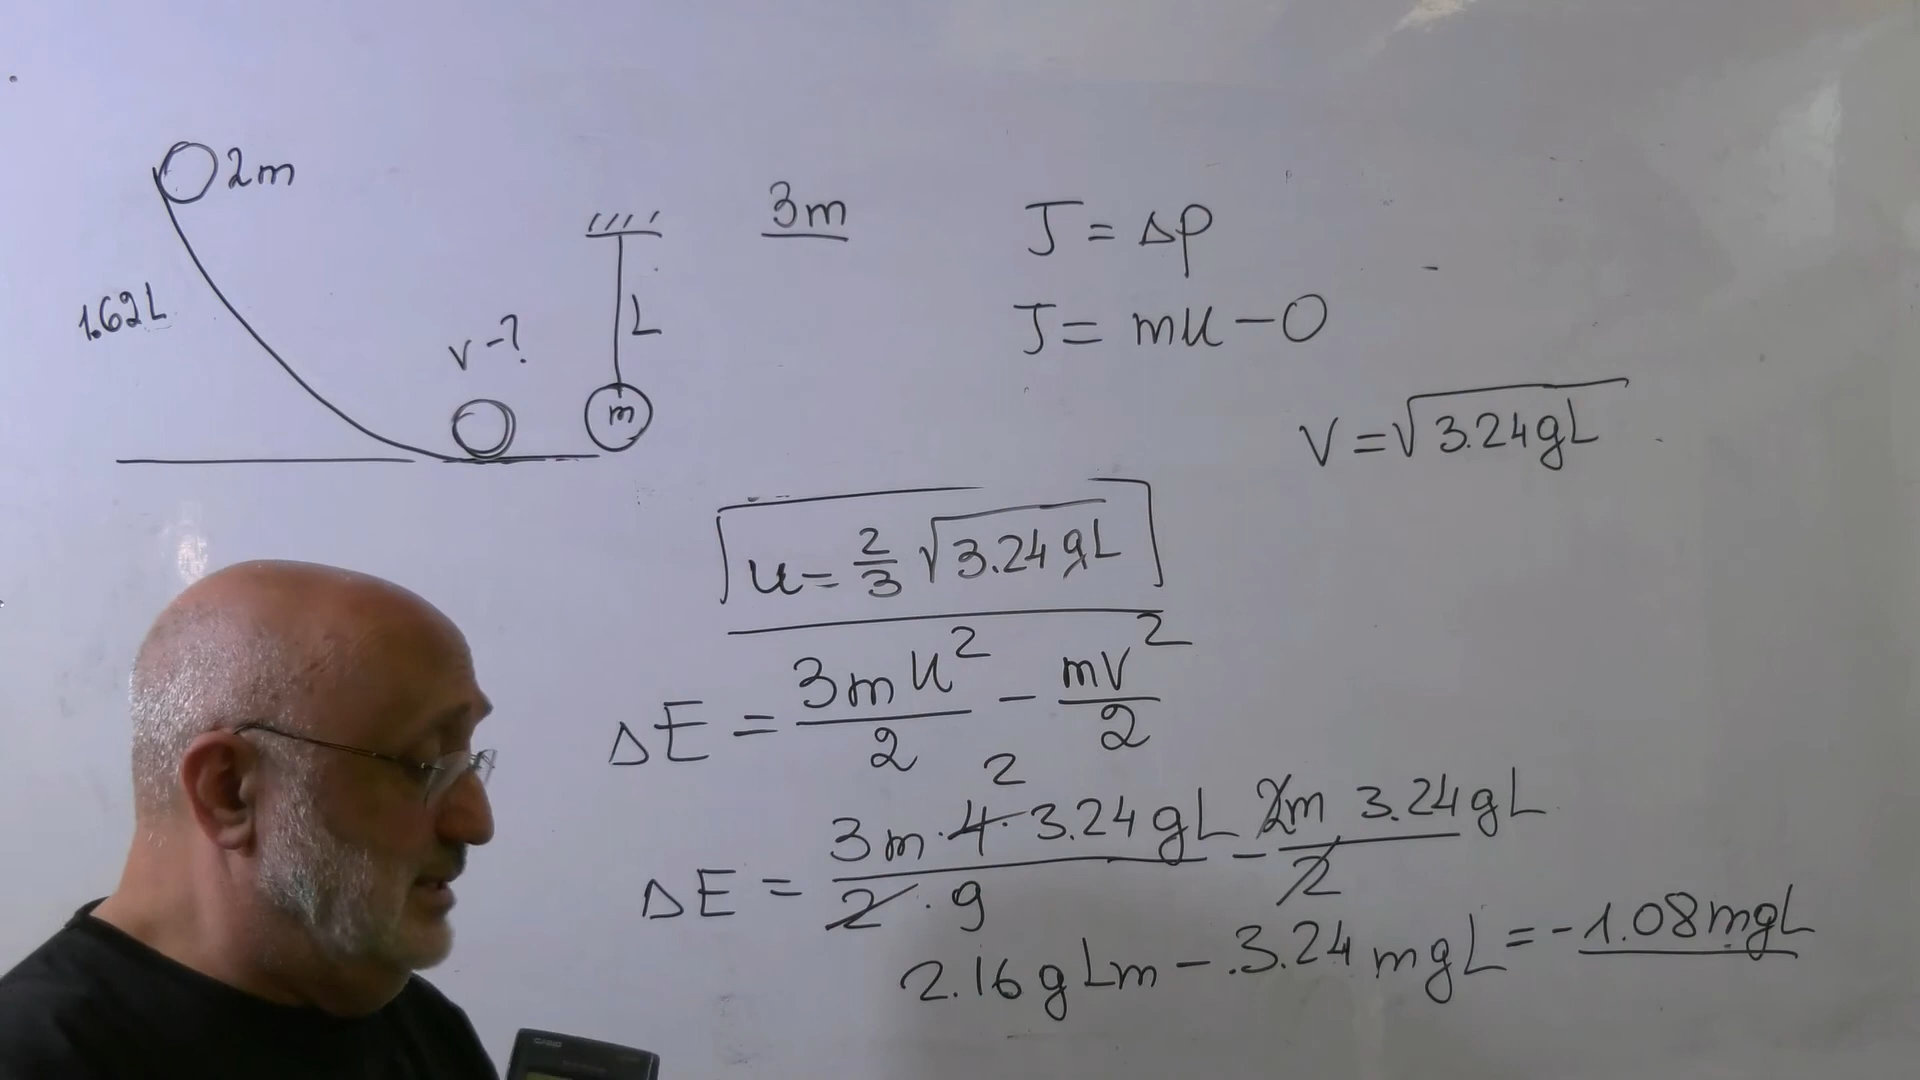 2m
1.62L
v-?
L
m
3m
J = Δp
J = mu - 0
V = √3.24gL
u = 2/3 √3.24gL
ΔE = 3mu²/2 - mv²/2
2
ΔE = 3m·4·3.24gL/2·9 - 2m 3.24gL/2
2.16gLm - .3.24mgL = -1.08mgL
CASIO